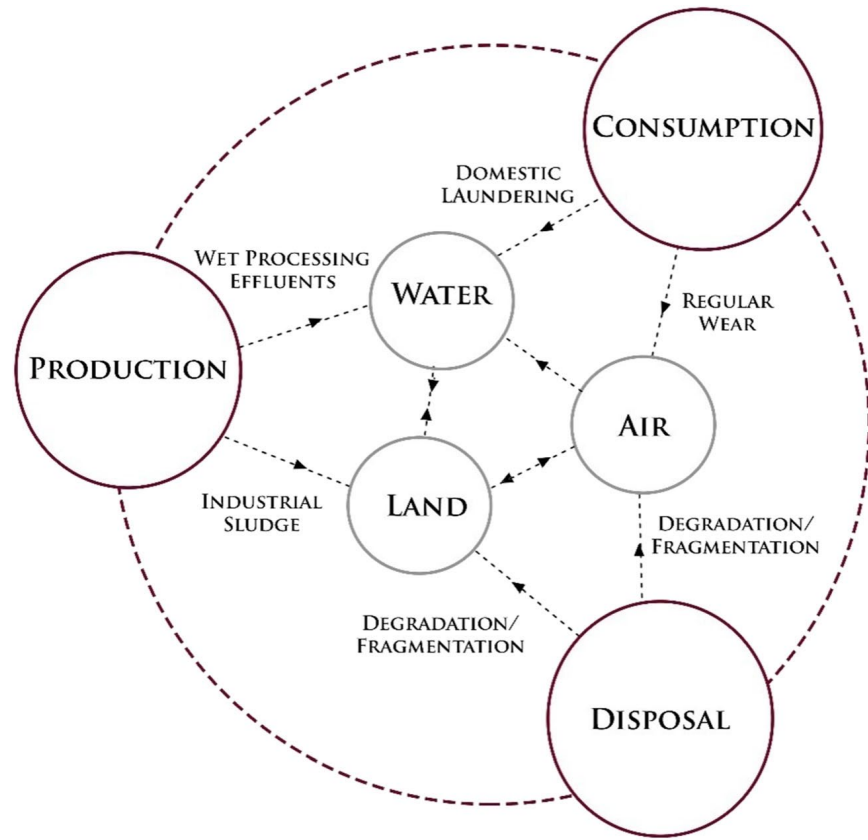 CONSUMPTION
DOMESTIC
LAUNDERING
WET PROCESSING
EFFLUENTS
WATER
REGULAR
WEAR
PRODUCTION
AIR
LAND
INDUSTRIAL
SLUDGE
DEGRADATION/
FRAGMENTATION
DEGRADATION/
FRAGMENTATION
DISPOSAL